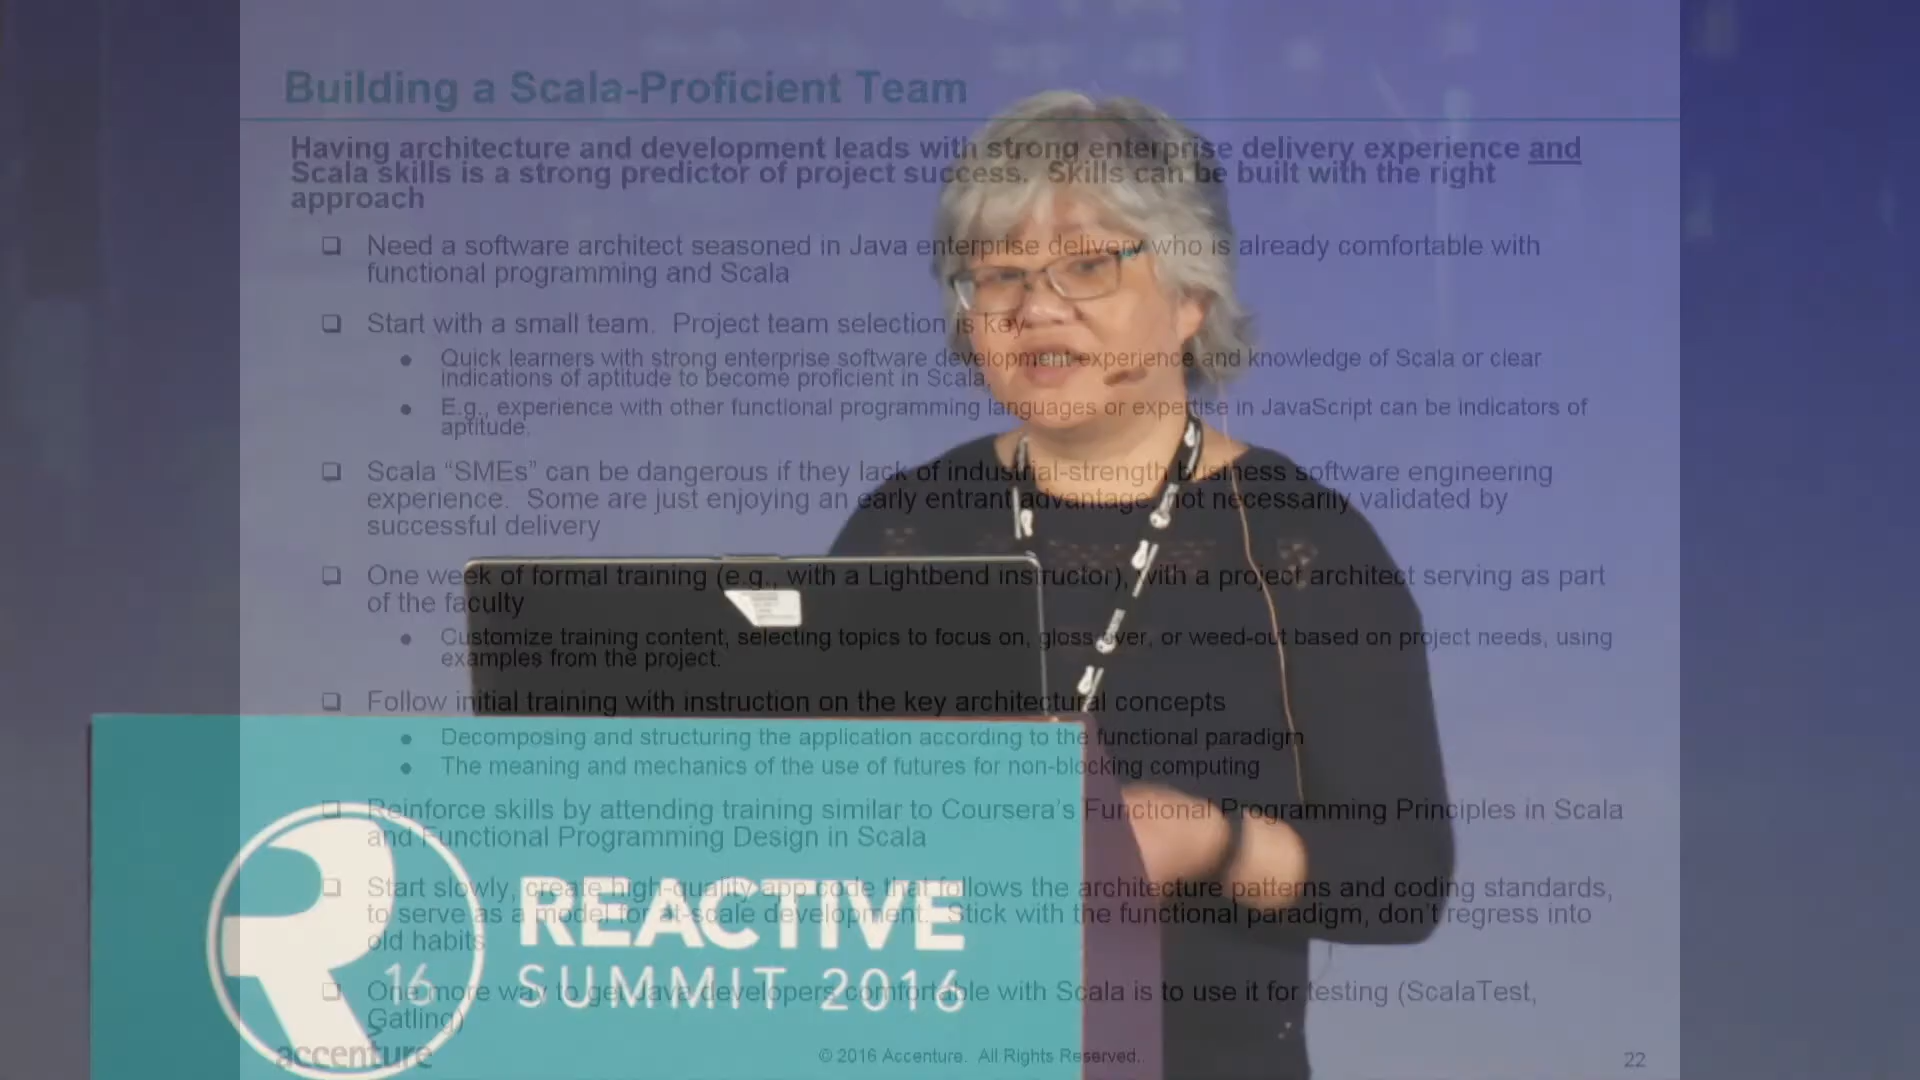 Building a Scala-Proficient Team
Having architecture and development leads with strong enterprise delivery experience and
Scala skills is a strong predictor of project success. Skills can be built with the right
approach
Need a software architect seasoned in Java enterprise delivery who is already comfortable with
functional programming and Scala
Start with a small team. Project team selection is key
Quick learners with strong enterprise software development experience and knowledge of Scala or clear
indications of aptitude to become proficient in Scala.
E.g., experience with other functional programming languages or expertise in JavaScript can be indicators of
aptitude.
Scala “SMEs” can be dangerous if they lack of industrial-strength business software engineering
experience. Some are just enjoying an early entrant advantage, not necessarily validated by
successful delivery
One week of formal training (e.g., with a Lightbend instructor), with a project architect serving as part
of the faculty
Customize training content, selecting topics to focus on, gloss over, or weed-out based on project needs, using
examples from the project.
Follow initial training with instruction on the key architectural concepts
Decomposing and structuring the application according to the functional paradigm
The meaning and mechanics of the use of futures for non-blocking computing
Reinforce skills by attending training similar to Coursera’s Functional Programming Principles in Scala
and Functional Programming Design in Scala
Start slowly, create high-quality app code that follows the architecture patterns and coding standards,
to serve as a model for at-scale development. Stick with the functional paradigm, don’t regress into
old habits
One more way to get Java developers comfortable with Scala is to use it for testing (ScalaTest,
Gatling)
R
16
REACTIVE
SUMMIT 2016
accenture
© 2016 Accenture. All Rights Reserved.
22